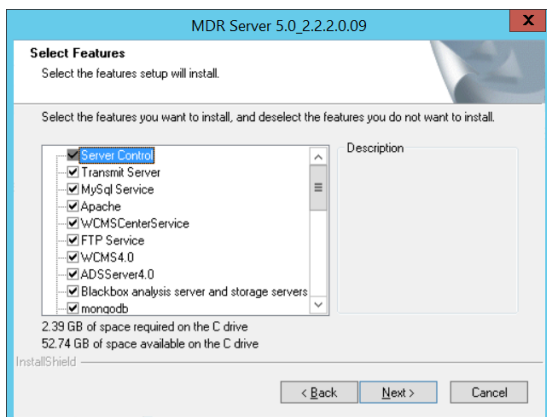 MDR Server 5.0_2.2.2.0.09
x
Select Features
Select the features setup will install.
Select the features you want to install, and deselect the features you do not want to install.
Server Control
Transmit Server
MySql Service
Apache
WCMSCenterService
FTP Service
WCMS4.0
ADSServer4.0
Blackbox analysis server and storage servers
mongodb
Description
2.39 GB of space required on the C drive
52.74 GB of space available on the C drive
InstallShield
< Back Next > Cancel